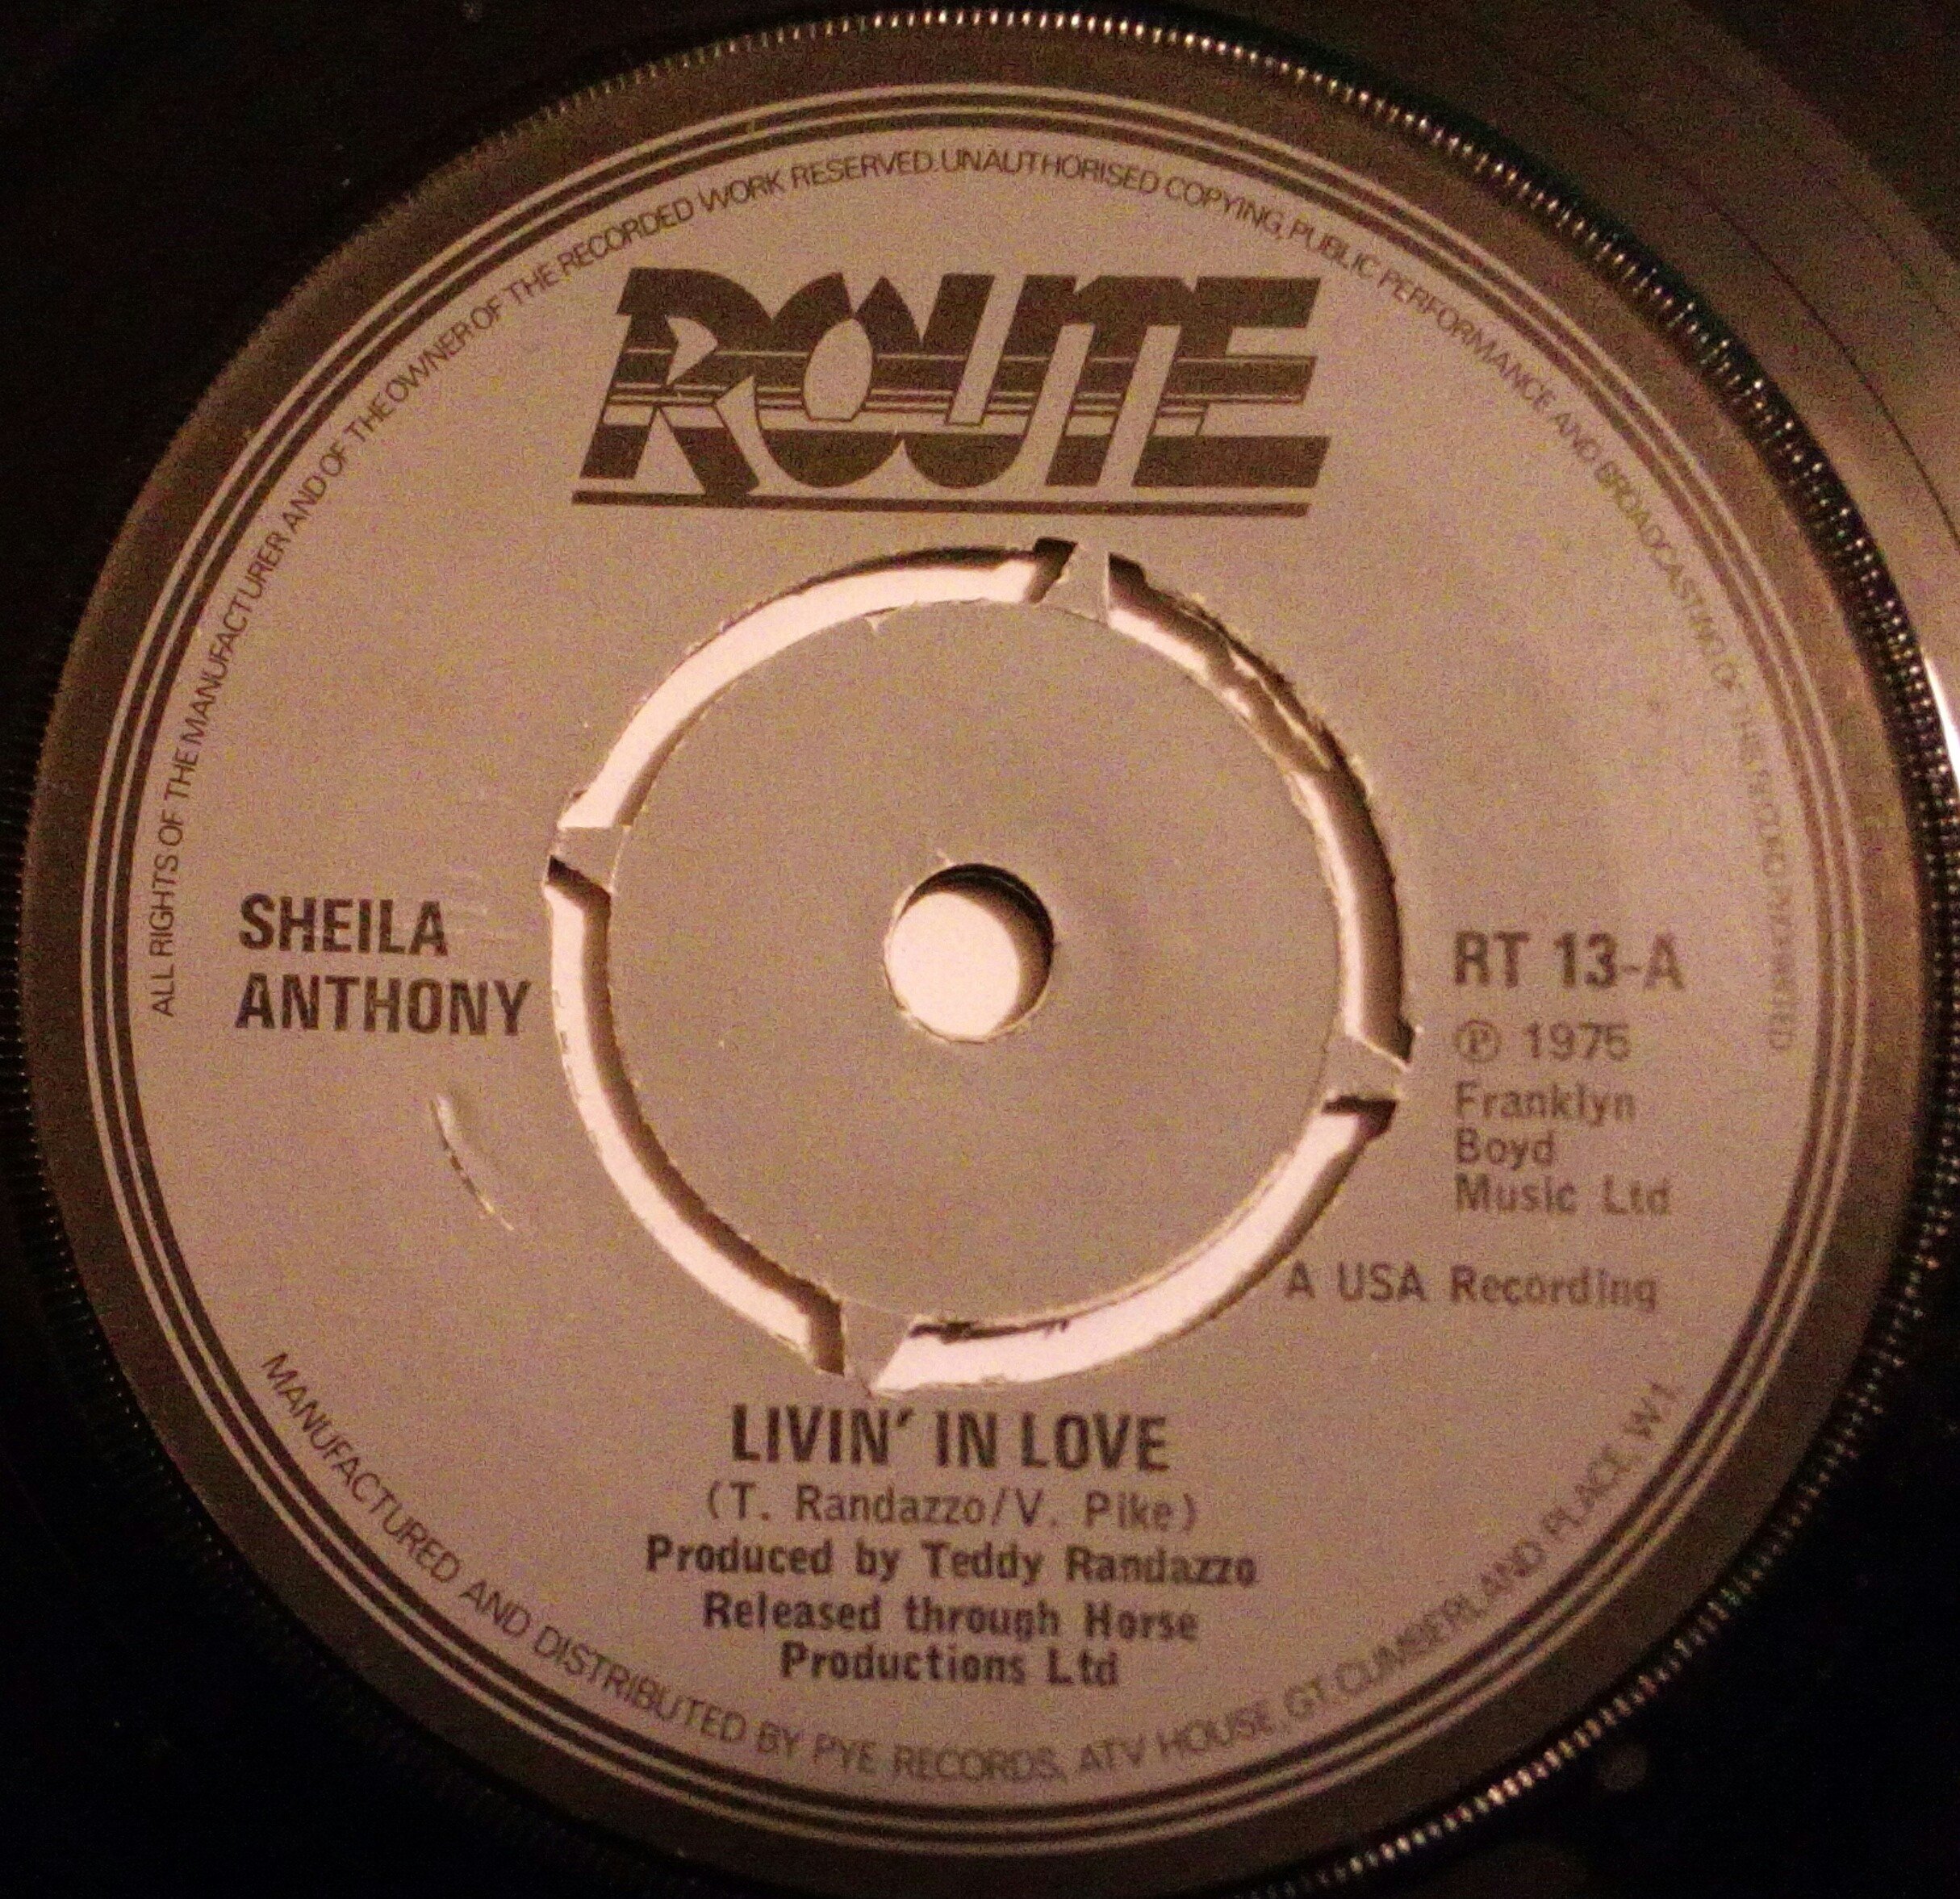 ALL RIGHTS OF THE MANUFACTURER AND OF THE OWNER OF THE RECORDED WORK RESERVED. UNAUTHORISED COPYING, PUBLIC PERFORMANCE AND BROADCASTING OF THIS RECORD PROHIBITED
ROUTE
SHEILA
ANTHONY
RT 13-A
Ⓟ 1975
Franklyn
Boyd
Music Ltd
A USA Recording
LIVIN' IN LOVE
(T. Randazzo/V. Pike)
Produced by Teddy Randazzo
Released through Horse
Productions Ltd
MANUFACTURED AND DISTRIBUTED BY PYE RECORDS, ATV HOUSE, GT. CUMBERLAND PLACE, W.1.